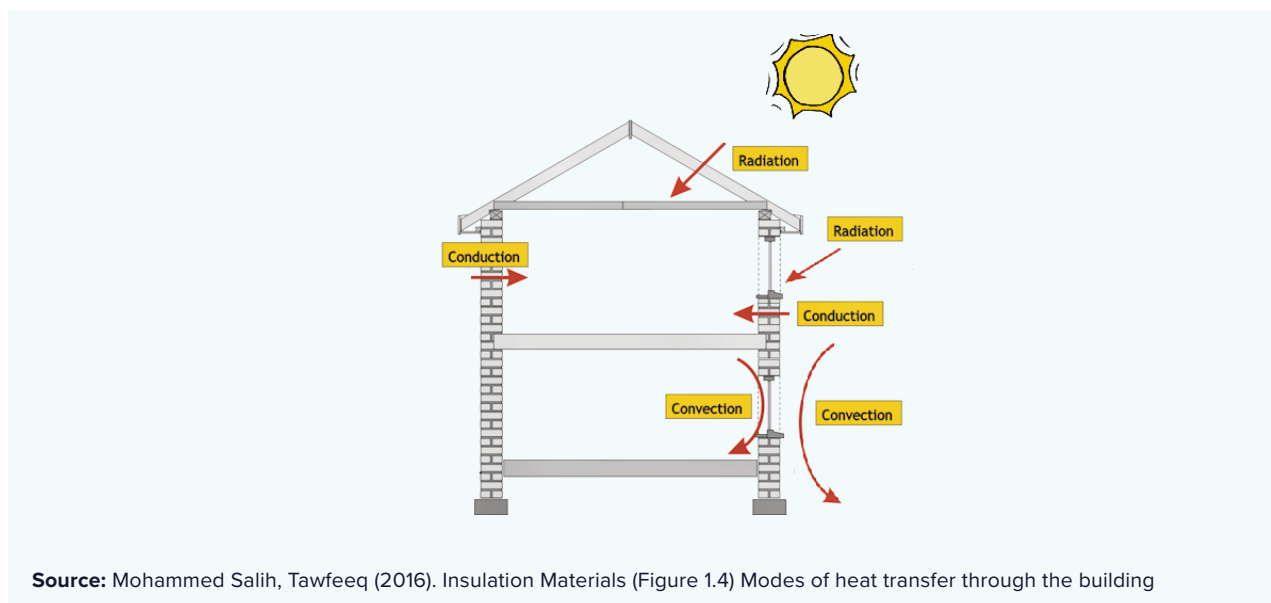 Radiation
Radiation
Conduction
Conduction
Convection
Convection
Source: Mohammed Salih, Tawfeeq (2016). Insulation Materials (Figure 1.4) Modes of heat transfer through the building